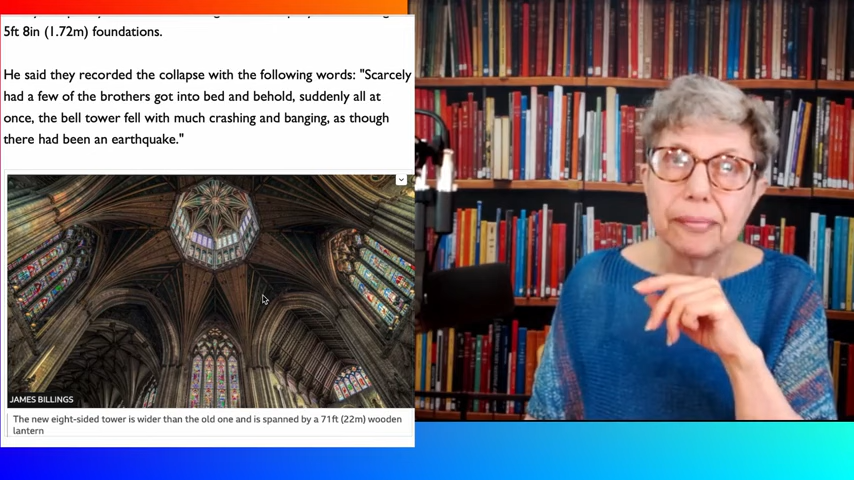 5ft 8in (1.72m) foundations.
He said they recorded the collapse with the following words: "Scarcely
had a few of the brothers got into bed and behold, suddenly all at
once, the bell tower fell with much crashing and banging, as though
there had been an earthquake."
JAMES BILLINGS
The new eight-sided tower is wider than the old one and is spanned by a 71ft (22m) wooden
lantern